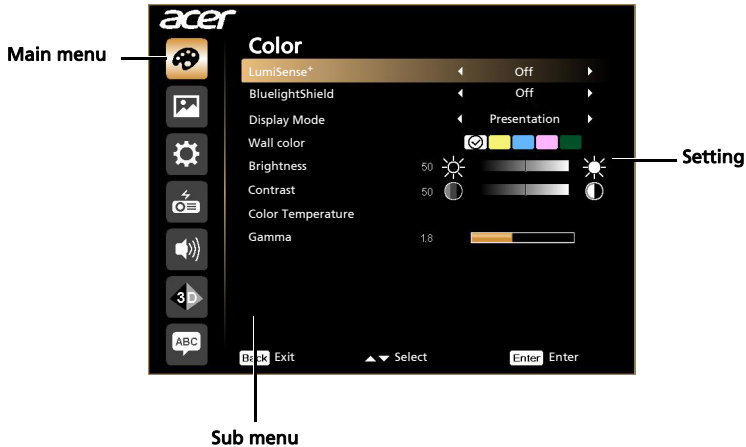 acer
Color
Main menu
LumiSense+ Off
BluelightShield Off
Display Mode Presentation
Wall color
Brightness 50
Setting
Contrast 50
Color Temperature
Gamma 1.8
3D
ABC
Back Exit Select Enter Enter
Sub menu